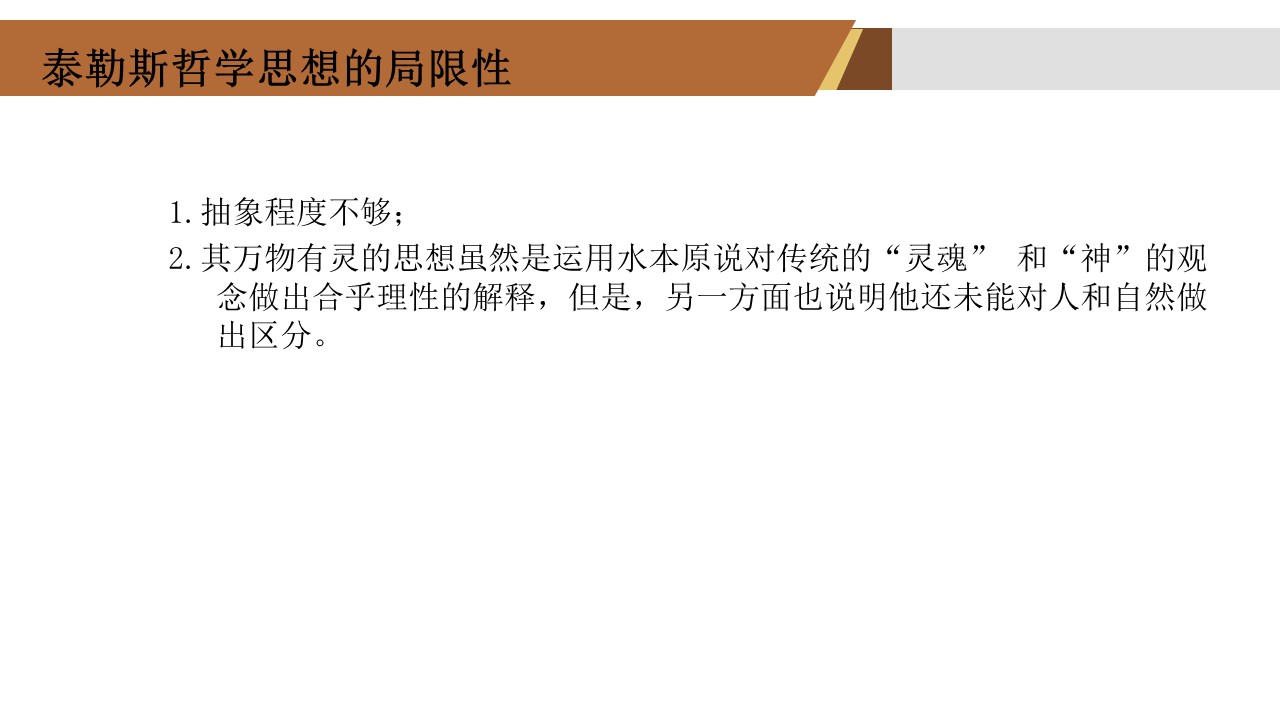 泰勒斯哲学思想的局限性
1.抽象程度不够；
2.其万物有灵的思想虽然是运用水本原说对传统的“灵魂” 和“神”的观
念做出合乎理性的解释，但是，另一方面也说明他还未能对人和自然做
出区分。